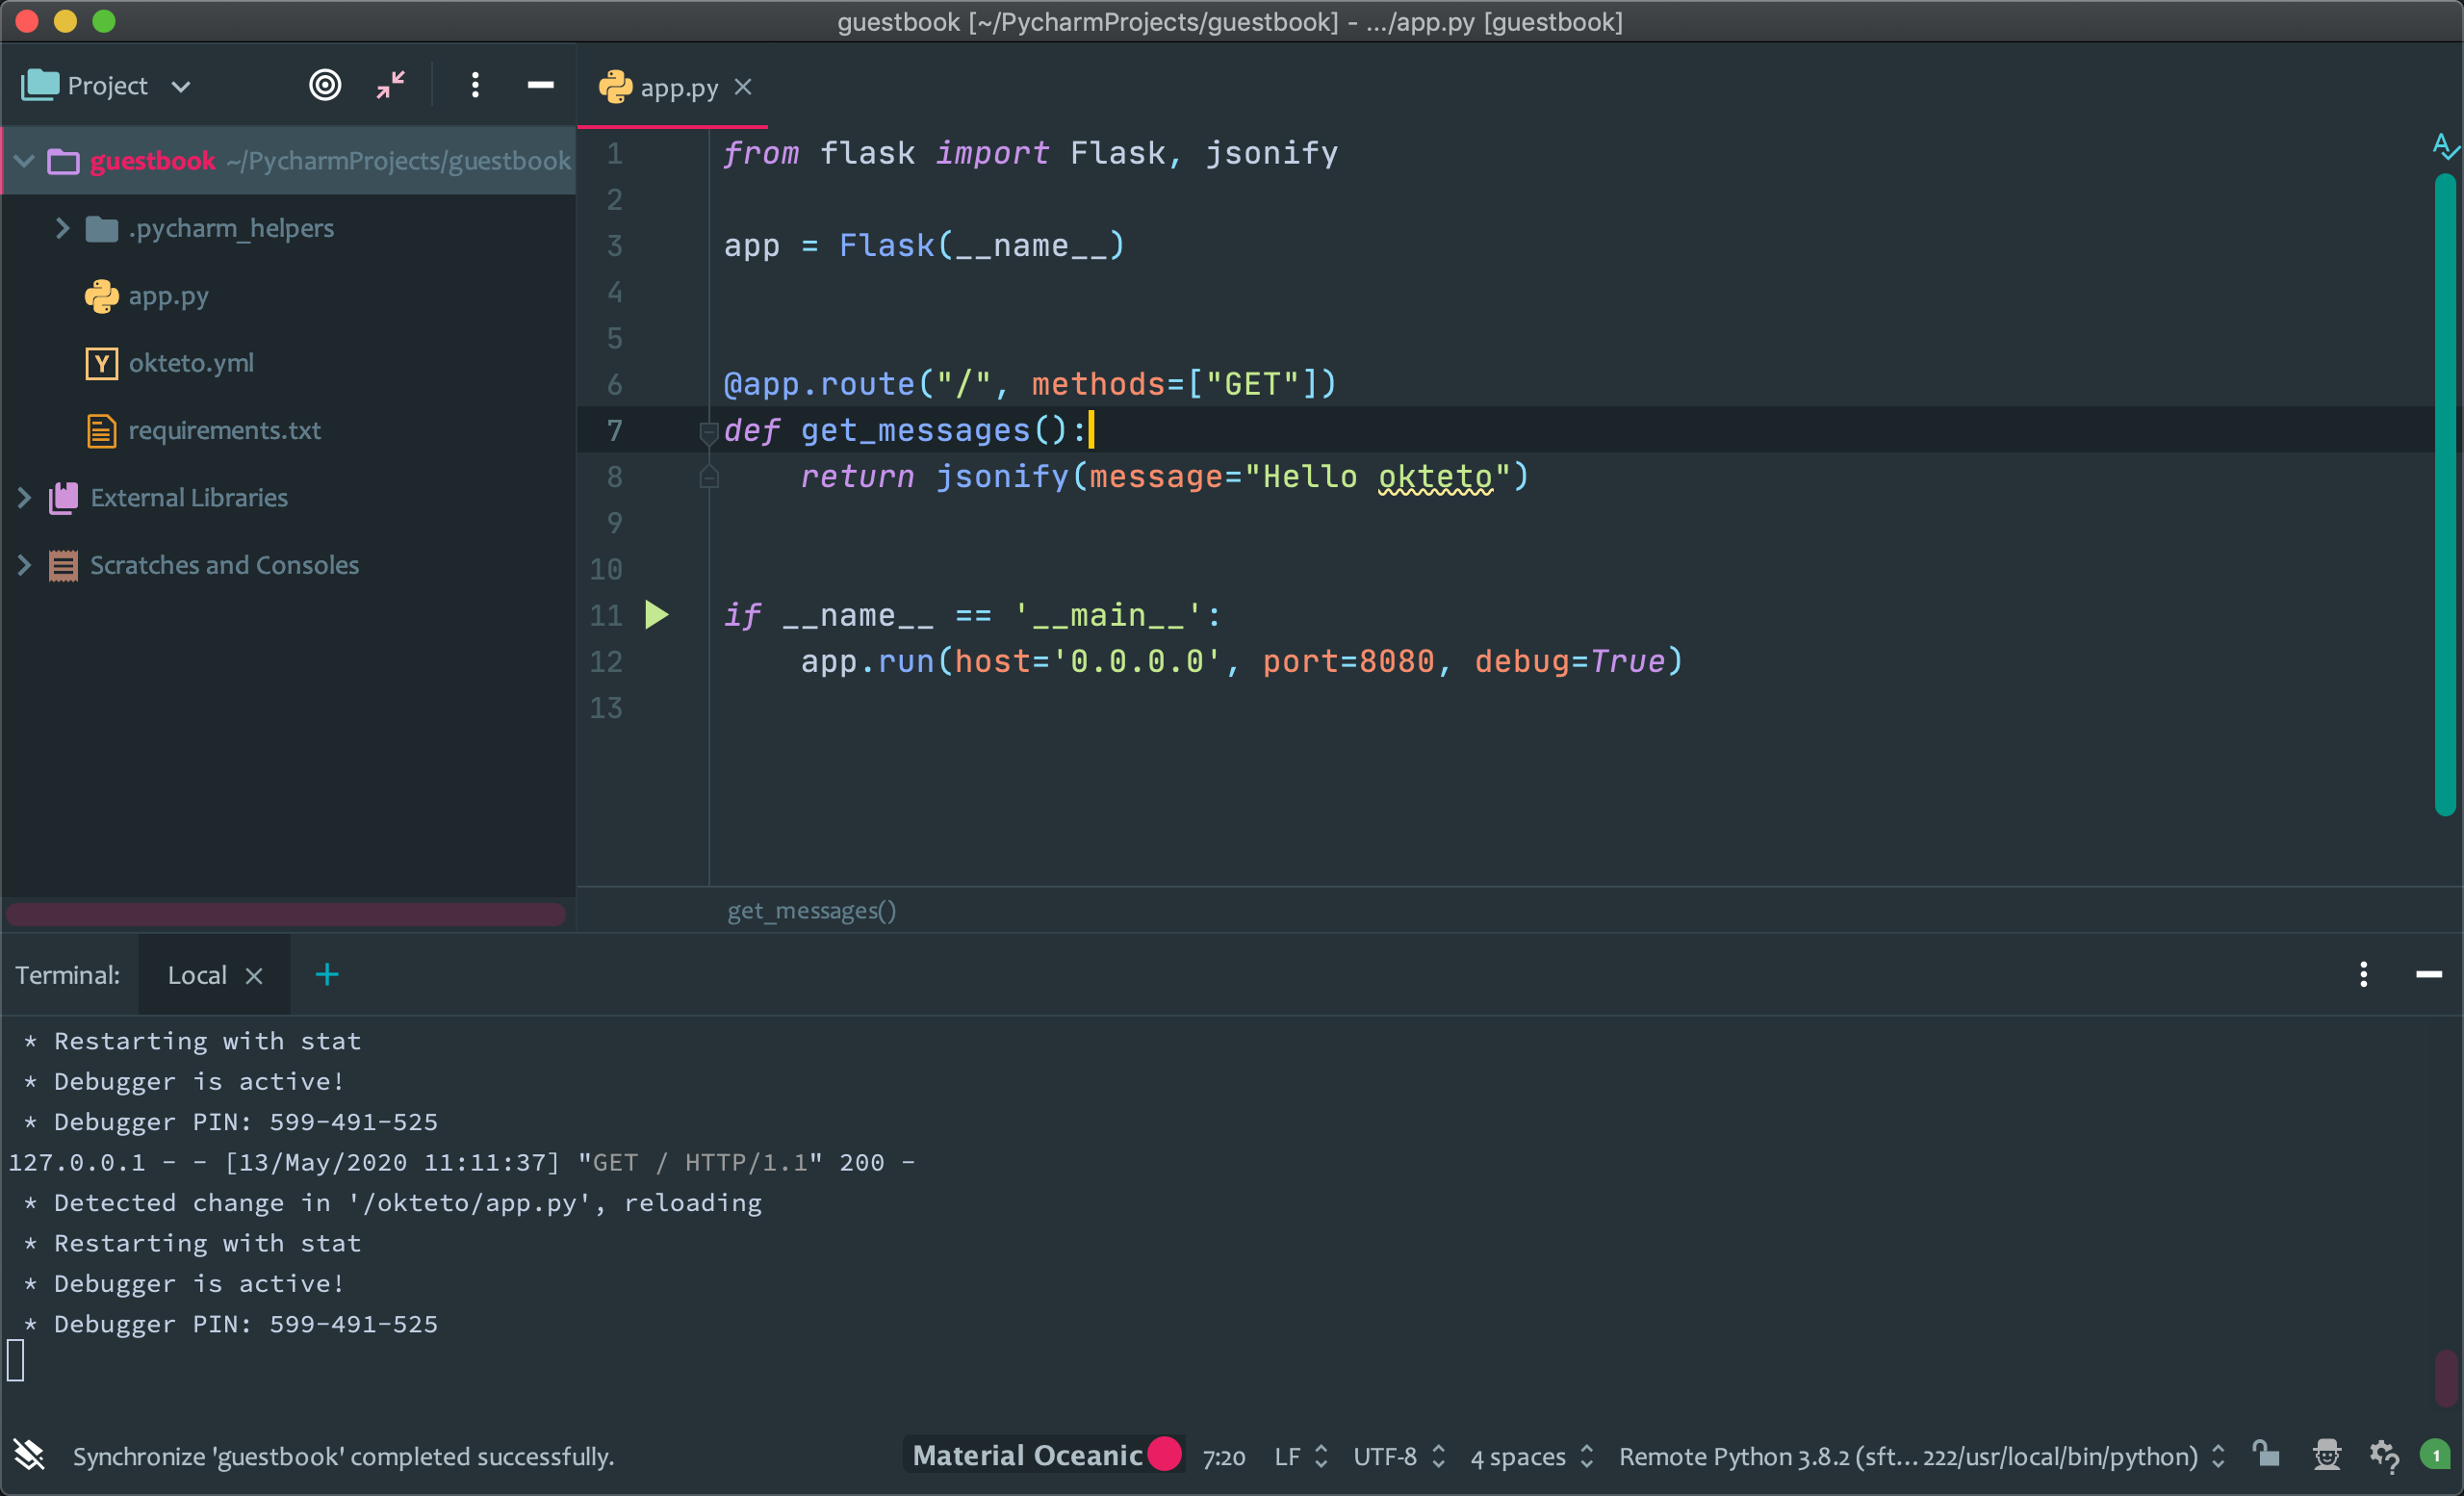 guestbook [~/PycharmProjects/guestbook] - .../app.py [guestbook]
Project
guestbook ~/PycharmProjects/guestbook
.pycharm_helpers
app.py
okteto.yml
requirements.txt
External Libraries
Scratches and Consoles
app.py
1 from flask import Flask, jsonify
2
3 app = Flask(__name__)
4
5
6 @app.route("/", methods=["GET"])
7 def get_messages():
8     return jsonify(message="Hello okteto")
9
10
11 if __name__ == '__main__':
12     app.run(host='0.0.0.0', port=8080, debug=True)
13
get_messages()
Terminal: Local
* Restarting with stat
* Debugger is active!
* Debugger PIN: 599-491-525
127.0.0.1 - - [13/May/2020 11:11:37] "GET / HTTP/1.1" 200 -
* Detected change in '/okteto/app.py', reloading
* Restarting with stat
* Debugger is active!
* Debugger PIN: 599-491-525
Synchronize 'guestbook' completed successfully. Material Oceanic 7:20 LF UTF-8 4 spaces Remote Python 3.8.2 (sft... 222/usr/local/bin/python) 1